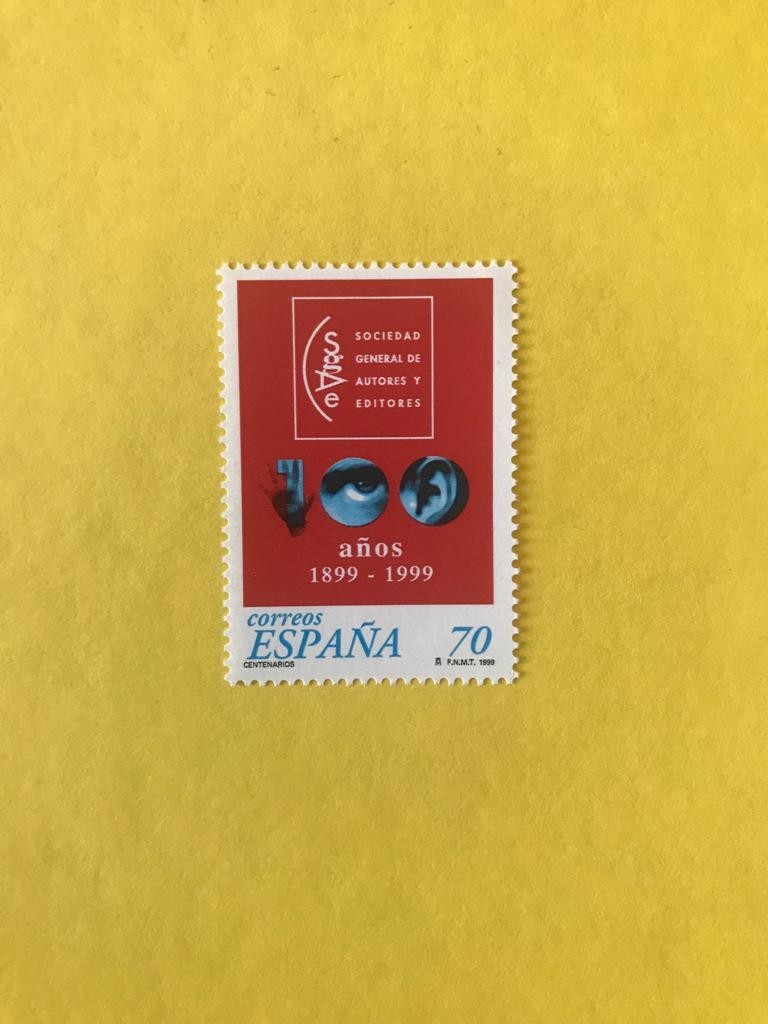 SGAE
SOCIEDAD
GENERAL DE
AUTORES Y
EDITORES
100
años
1899 - 1999
correos
ESPAÑA 70
CENTENARIOS F.N.M.T. 1999